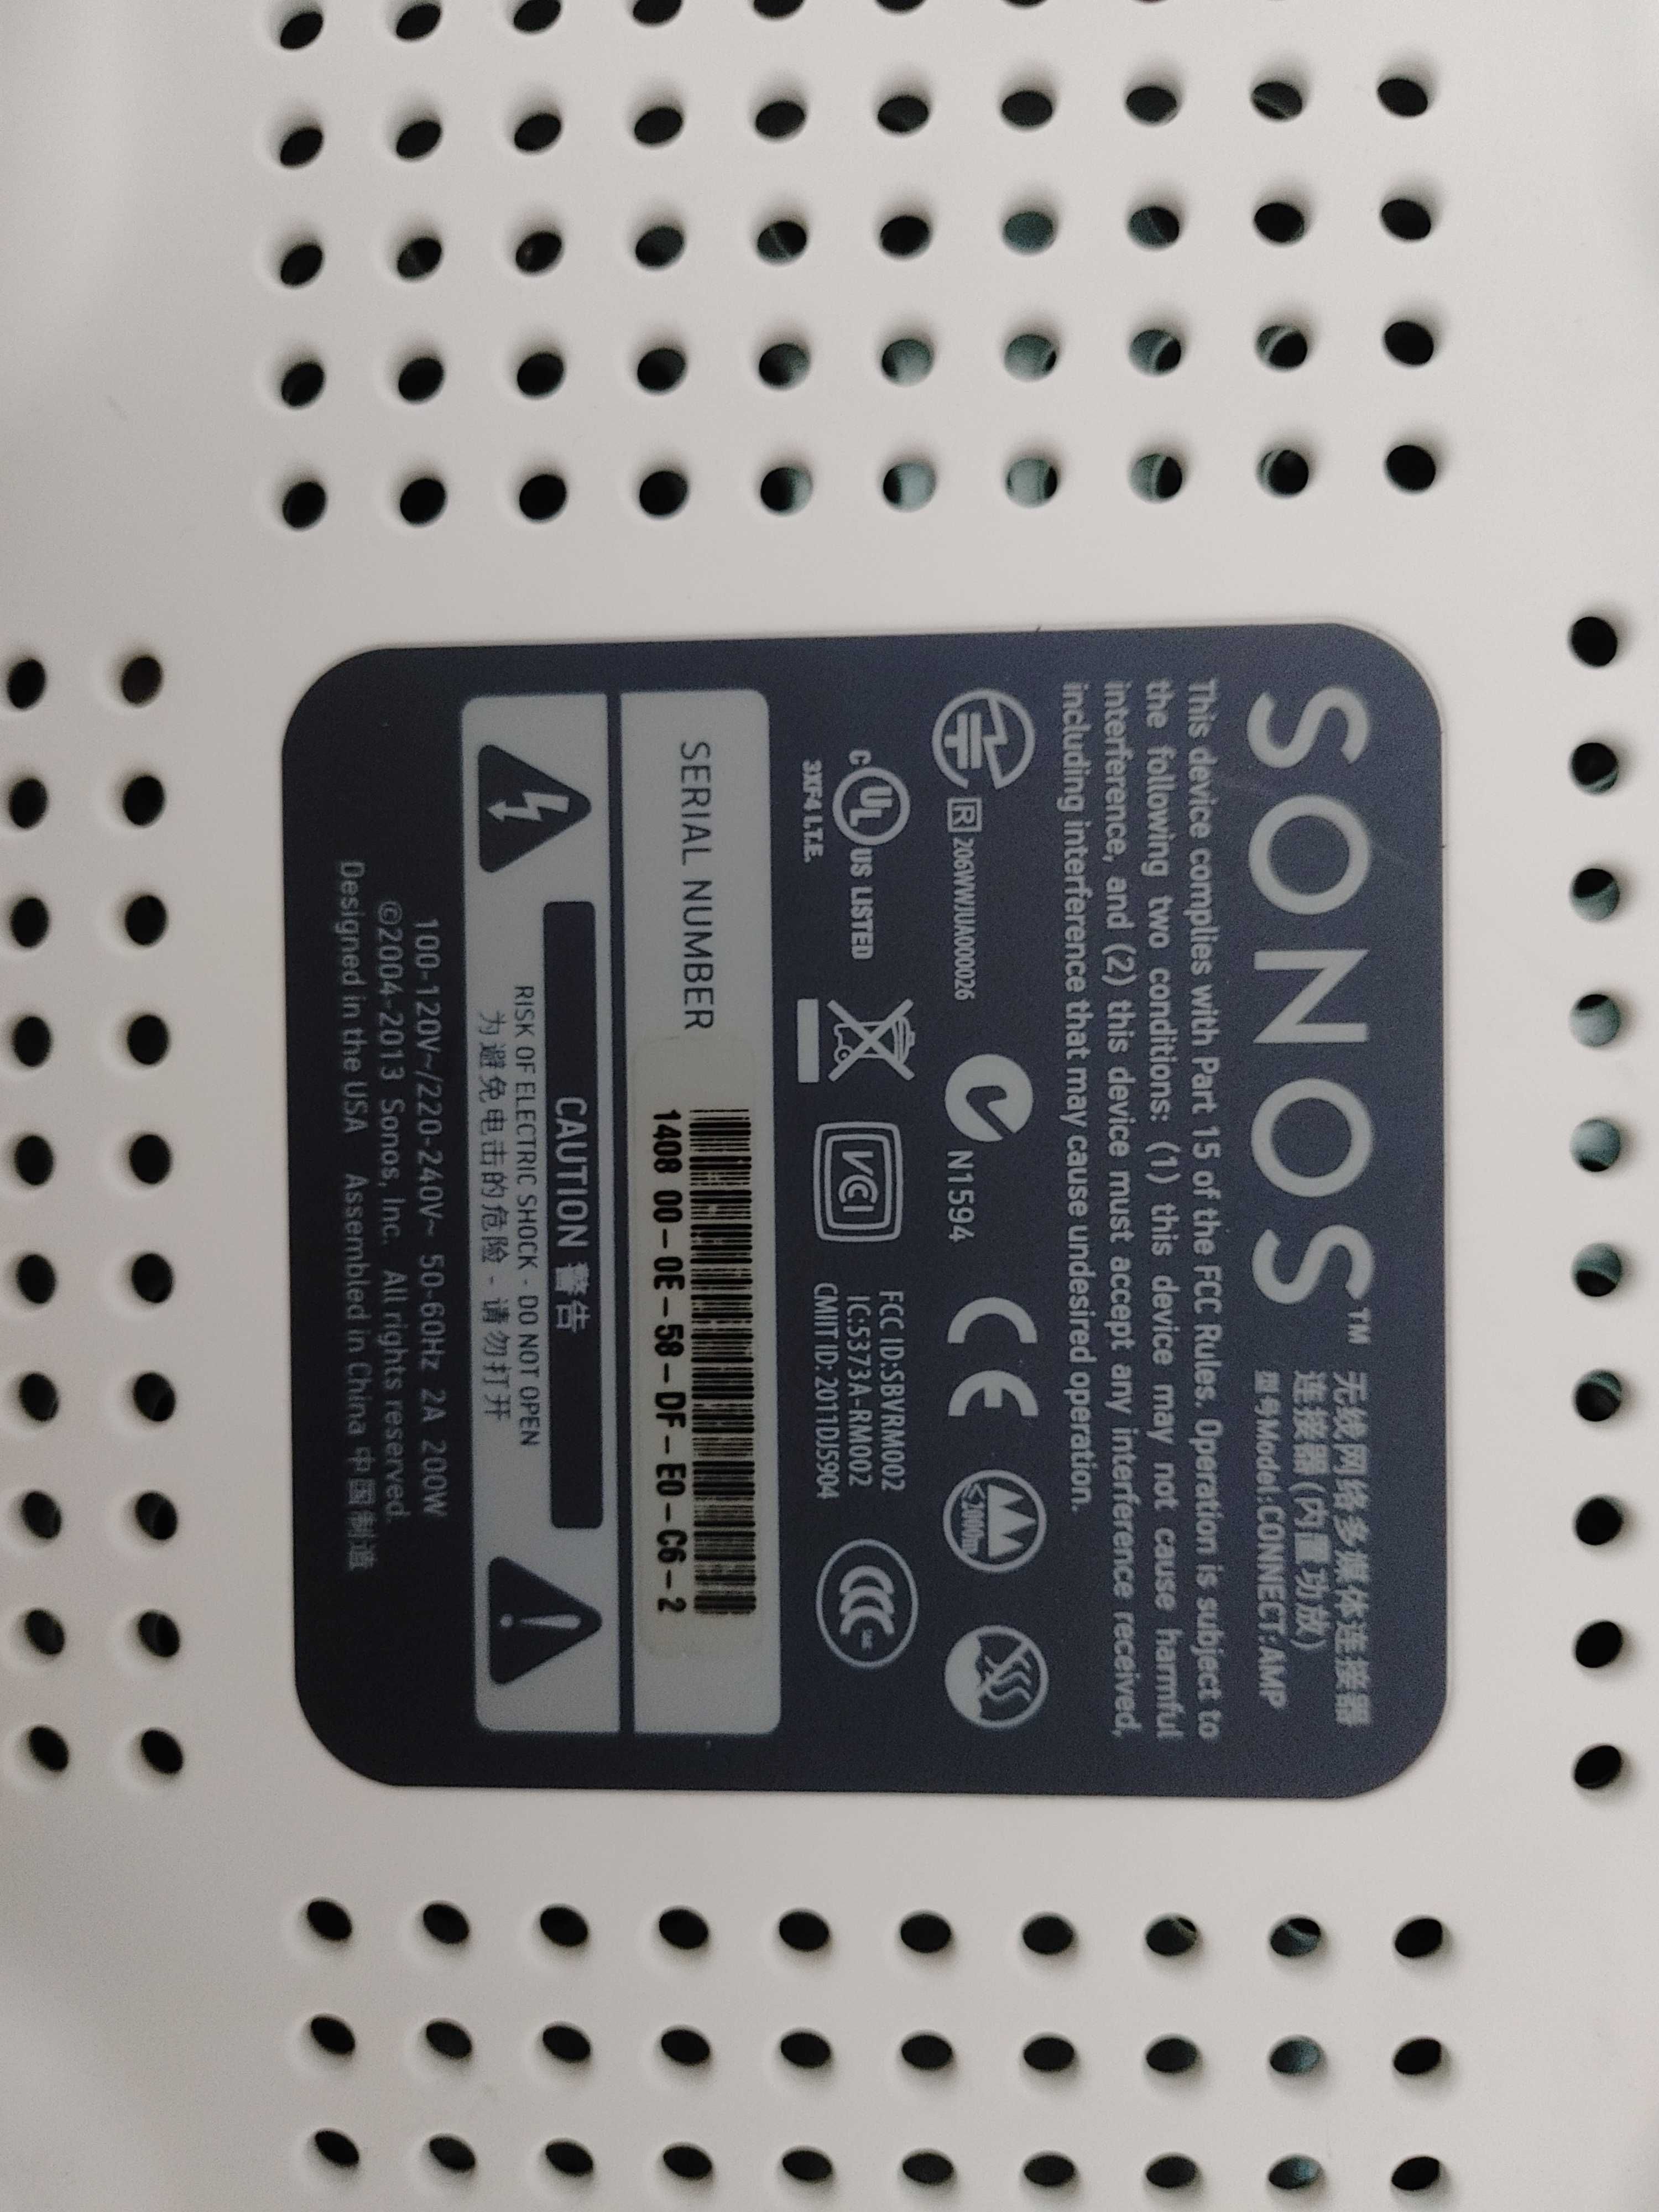 SONOS™
无线网络多媒体连接器
连接器(内置功放)
型号Model:CONNECT:AMP
This device complies with Part 15 of the FCC Rules. Operation is subject to
the following two conditions: (1) this device may not cause harmful
interference, and (2) this device must accept any interference received,
including interference that may cause undesired operation.
R 206WWJUA000026
N1594
CE
≤2000m
C UL US LISTED
3XF4 I.T.E.
VCI
FCC ID:SBVRM002
IC:5373A-RM002
CMIT ID: 2011DJ5904
CCC
SERIAL NUMBER
1408 00-0E-58-DF-E0-C6-2
CAUTION 警告
RISK OF ELECTRIC SHOCK - DO NOT OPEN
为避免电击的危险 - 请勿打开
100-120V~/220-240V~ 50-60Hz 2A 200W
©2004-2013 Sonos, Inc. All rights reserved.
Designed in the USA Assembled in China 中国制造